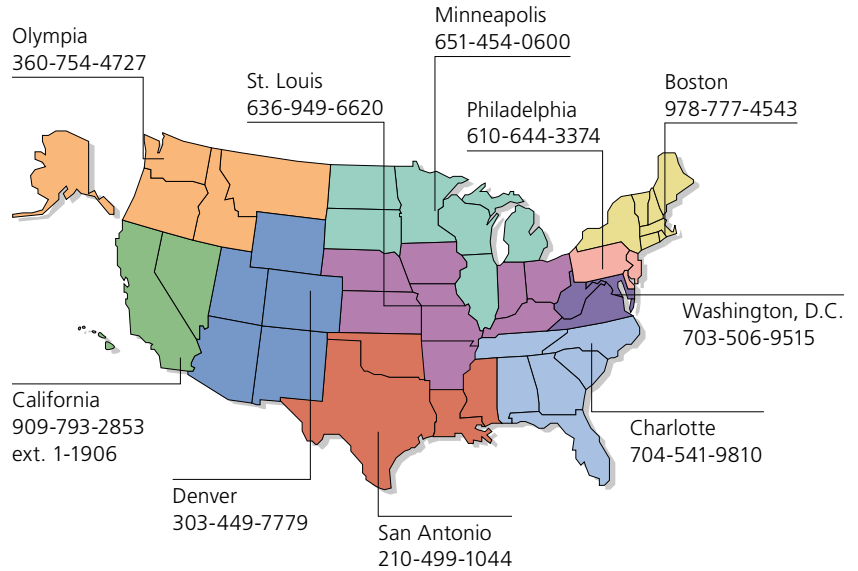 Minneapolis
651-454-0600
Olympia
360-754-4727
St. Louis
636-949-6620
Boston
978-777-4543
Philadelphia
610-644-3374
Washington, D.C.
703-506-9515
California
909-793-2853
ext. 1-1906
Charlotte
704-541-9810
Denver
303-449-7779
San Antonio
210-499-1044